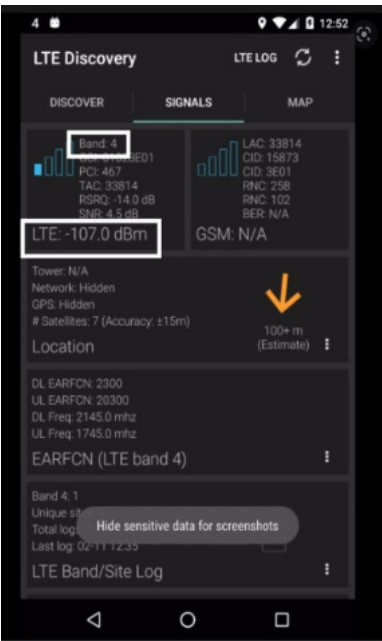 4 12:52
LTE Discovery LTE LOG
DISCOVER SIGNALS MAP
Band: 4
PCI: 467
TAC: 33814
RSRQ: -14.0 dB
SNR: 4.5 dB
LTE: -107.0 dBm
LAC: 33814
CID: 15873
CID: 3E01
RNC: 258
RNC: 102
BER: N/A
GSM: N/A
Tower: N/A
Network: Hidden
GPS: Hidden
# Satellites: 7 (Accuracy: ±15m)
Location
100+ m
(Estimate)
DL EARFCN: 2300
UL EARFCN: 20300
DL Freq: 2145.0 mhz
UL Freq: 1745.0 mhz
EARFCN (LTE band 4)
Band 4: 1
Unique
Total
Hide sensitive data for screenshots
Last log: 02-11 12:35
LTE Band/Site Log